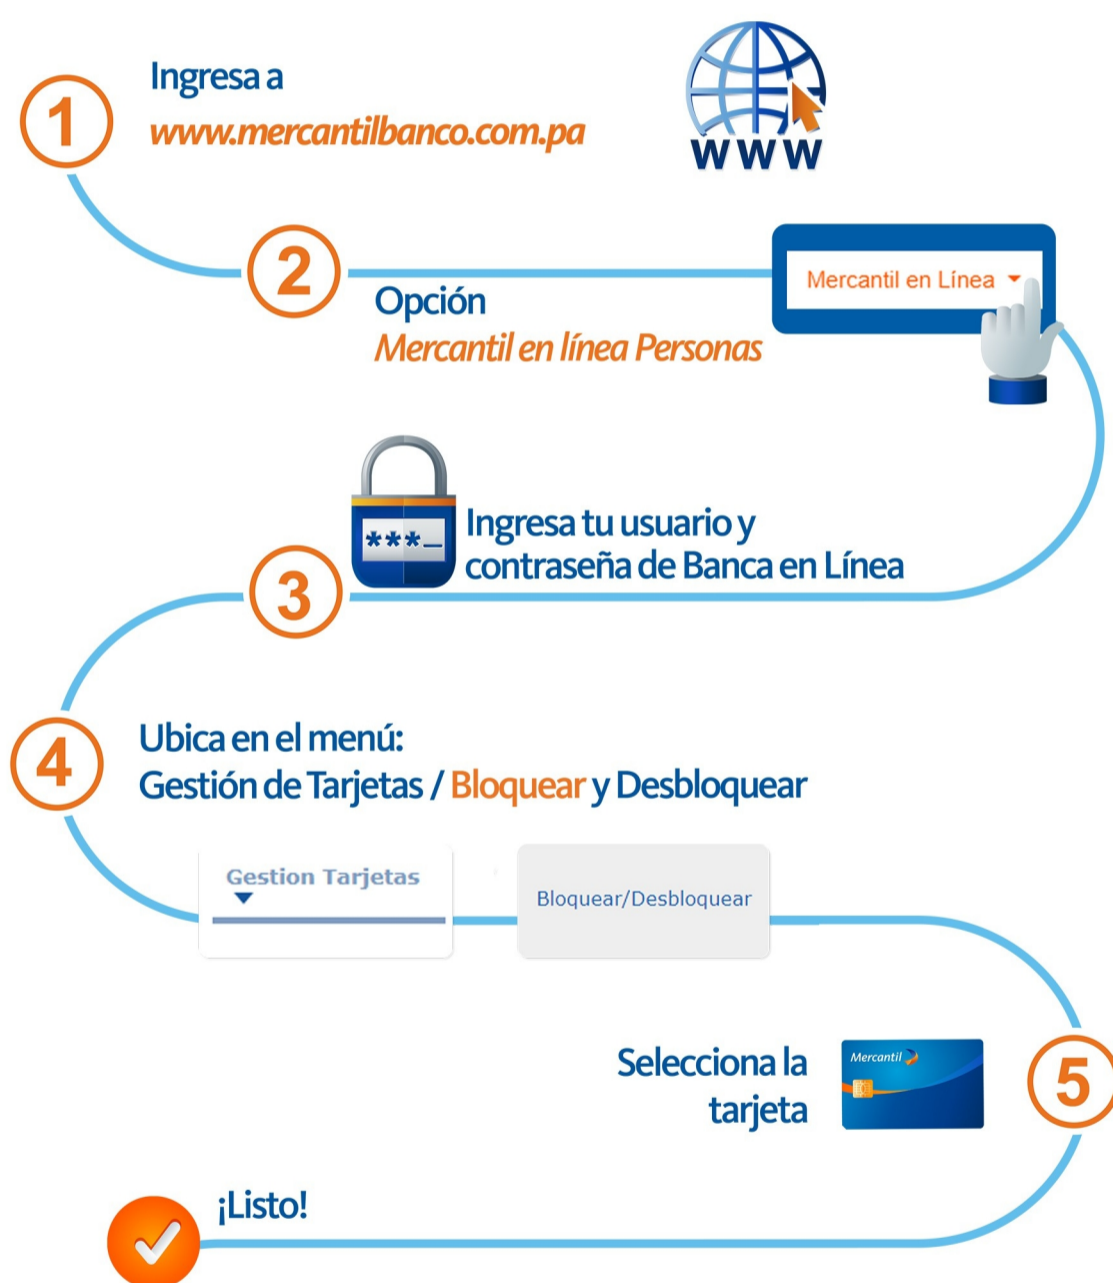 1
Ingresa a
www.mercantilbanco.com.pa
WWW
2
Opción
Mercantil en línea Personas
Mercantil en Línea
***_
Ingresa tu usuario y
contraseña de Banca en Línea
3
4
Ubica en el menú:
Gestión de Tarjetas / Bloquear y Desbloquear
Gestion Tarjetas
Bloquear/Desbloquear
Selecciona la
tarjeta
Mercantil
5
¡Listo!